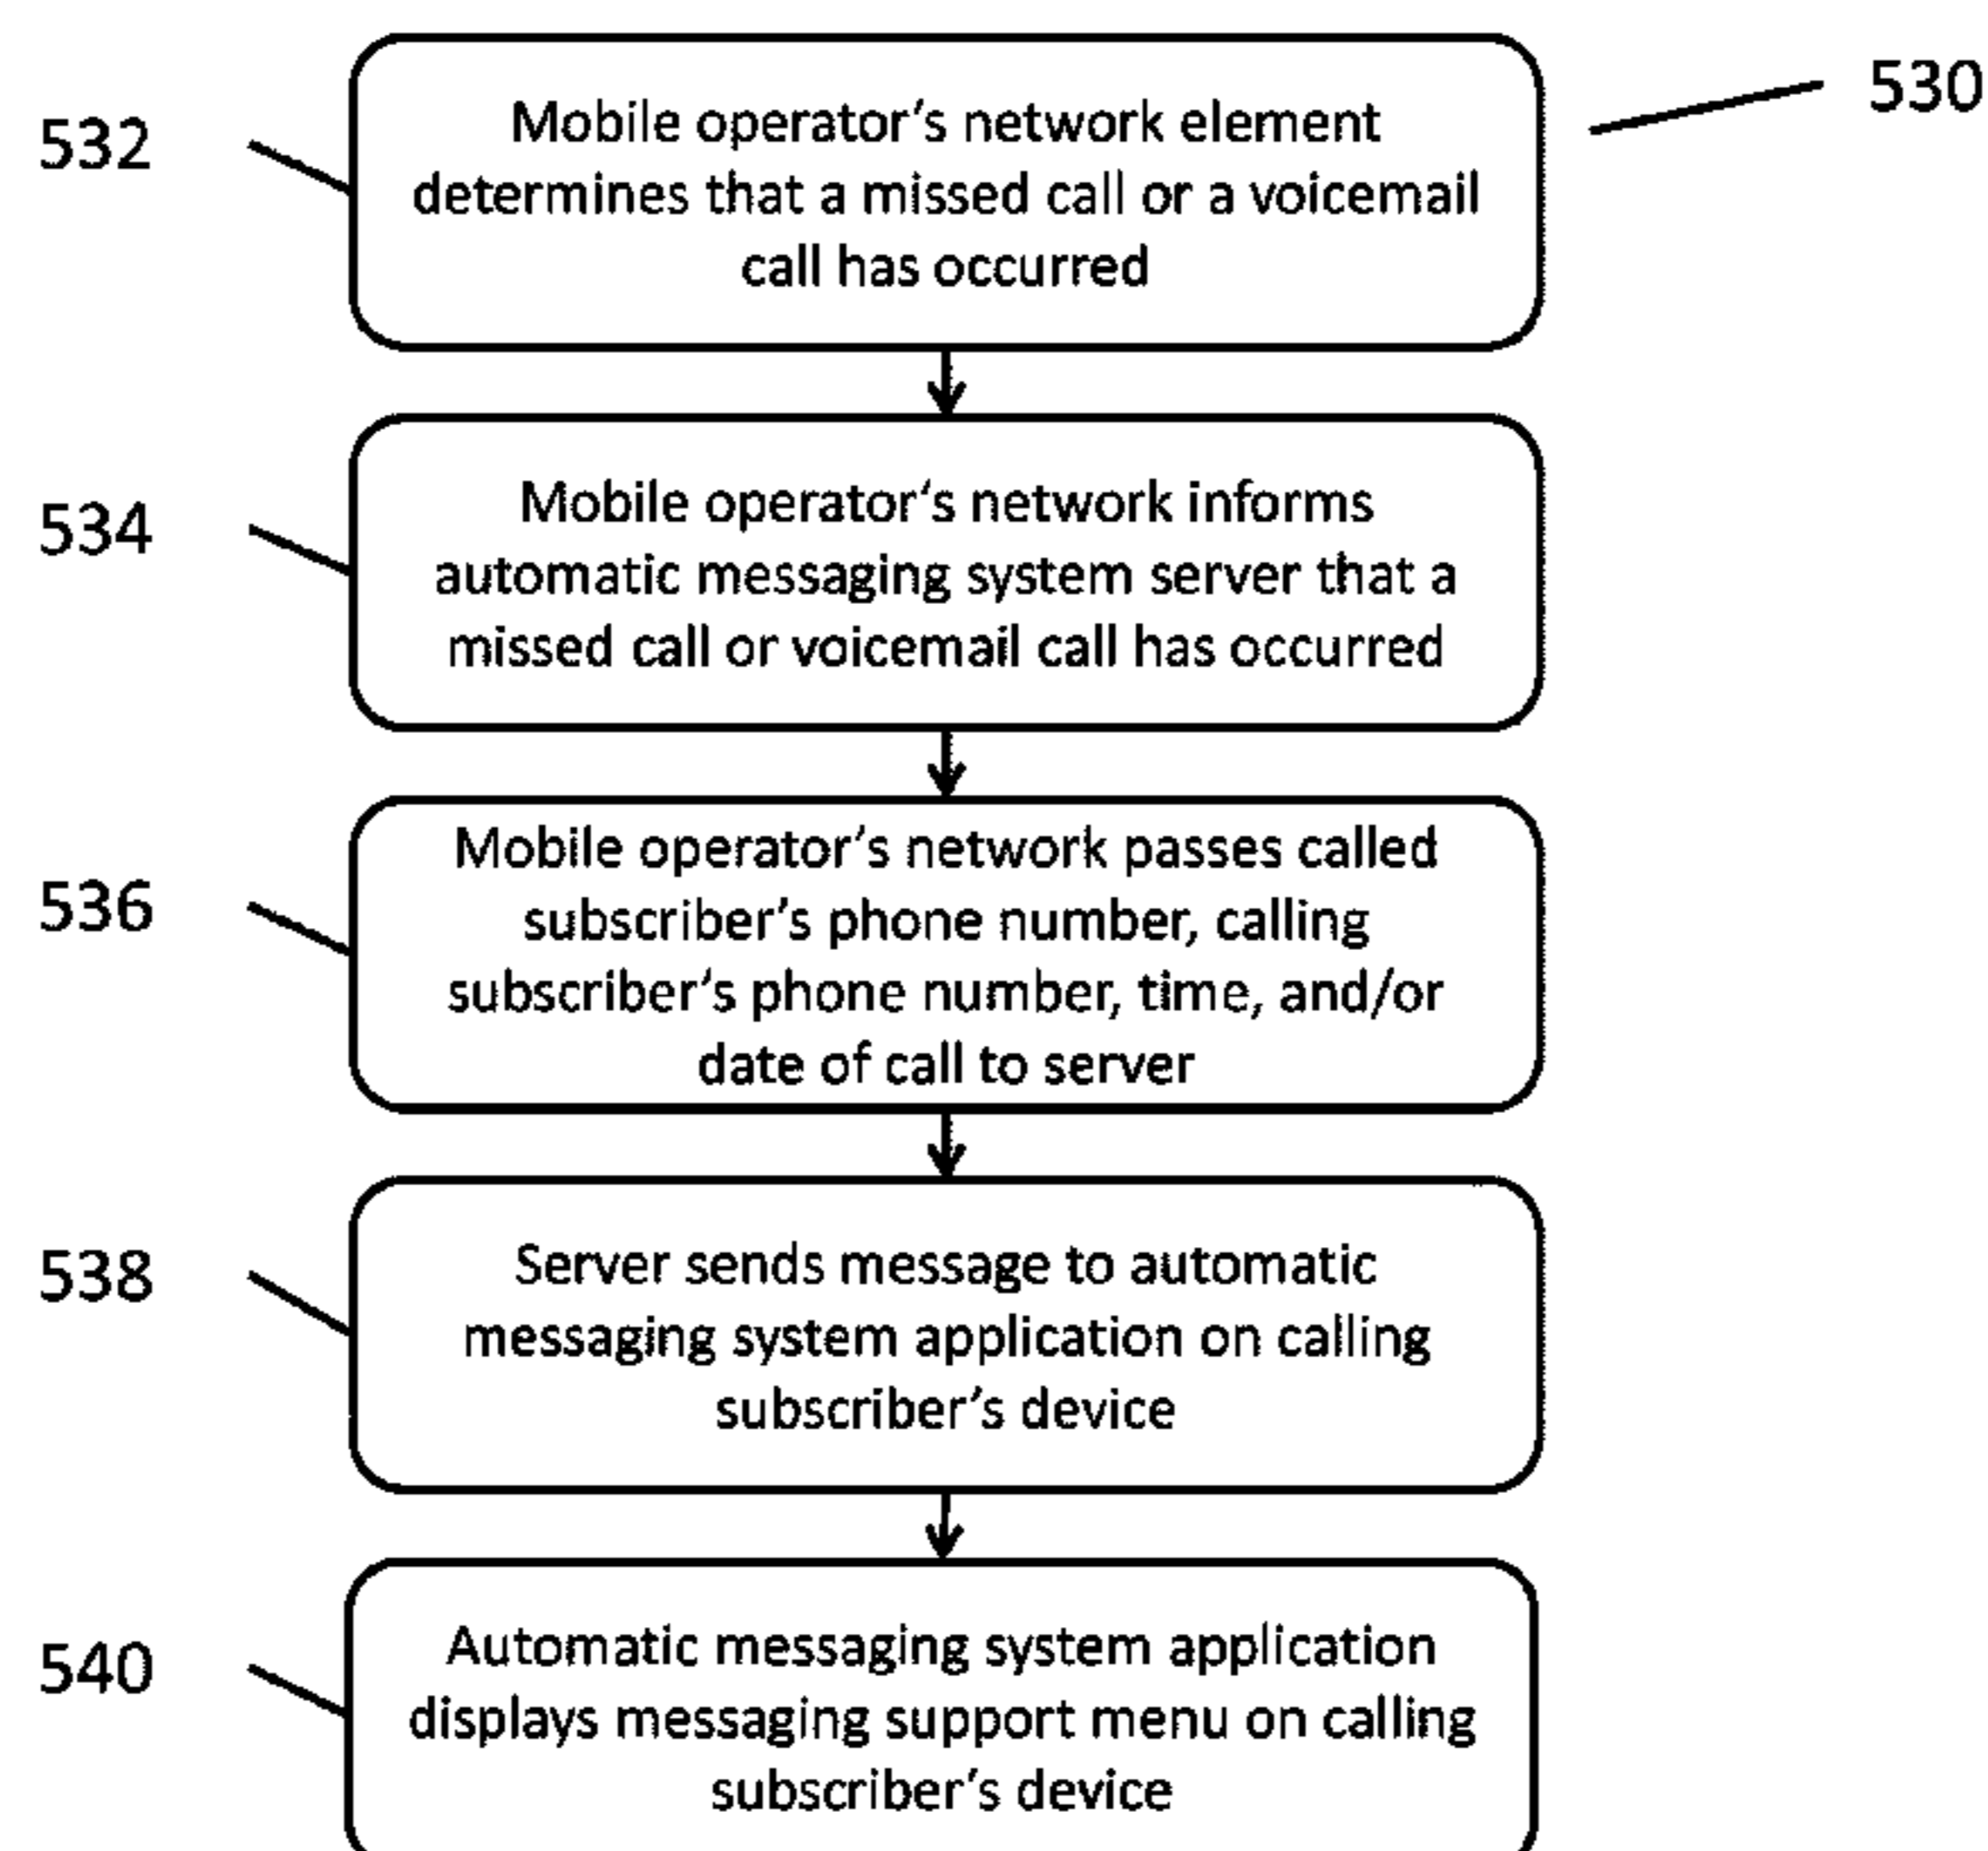 530
532
Mobile operator's network element
determines that a missed call or a voicemail
call has occurred
534
Mobile operator's network informs
automatic messaging system server that a
missed call or voicemail call has occurred
536
Mobile operator's network passes called
subscriber's phone number, calling
subscriber's phone number, time, and/or
date of call to server
538
Server sends message to automatic
messaging system application on calling
subscriber's device
540
Automatic messaging system application
displays messaging support menu on calling
subscriber's device